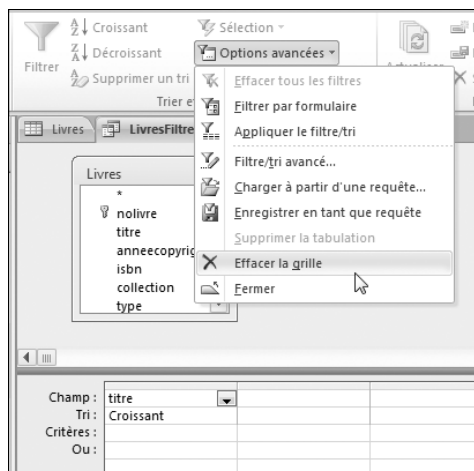 Croissant
Sélection
Décroissant
Options avancées
Filtrer
Supprimer un tri
Trier e
Effacer tous les filtres
Filtrer par formulaire
Appliquer le filtre/tri
Filtre/tri avancé...
Charger à partir d'une requête...
Enregistrer en tant que requête
Supprimer la tabulation
Effacer la grille
Fermer
Livres
LivresFiltre
Livres
*
nolivre
titre
anneecopyrig
isbn
collection
type
Champ : titre
Tri : Croissant
Critères :
Ou :